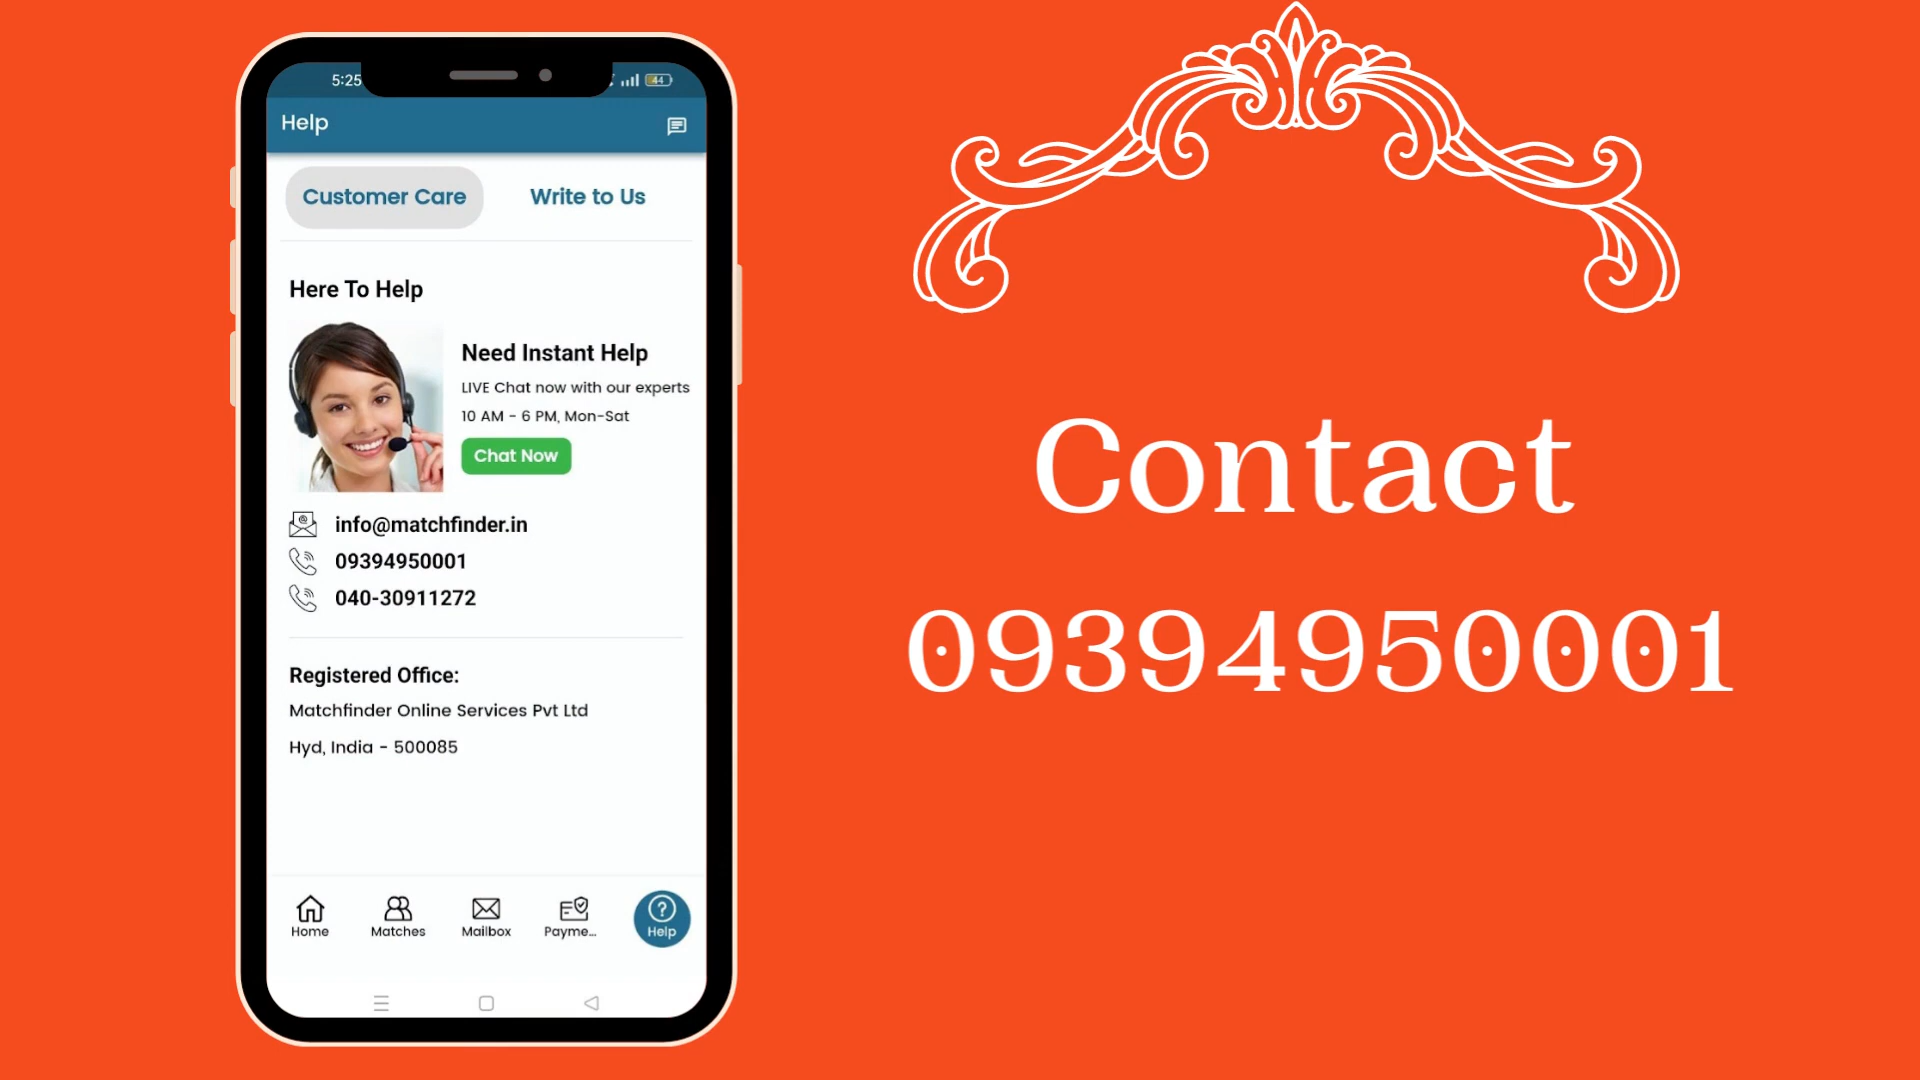 5:25
44
Help
Customer Care
Write to Us
Here To Help
Need Instant Help
LIVE Chat now with our experts
10 AM - 6 PM, Mon-Sat
Chat Now
info@matchfinder.in
09394950001
040-30911272
Registered Office:
Matchfinder Online Services Pvt Ltd
Hyd, India - 500085
Home
Matches
Mailbox
Payme...
Help
Contact
09394950001